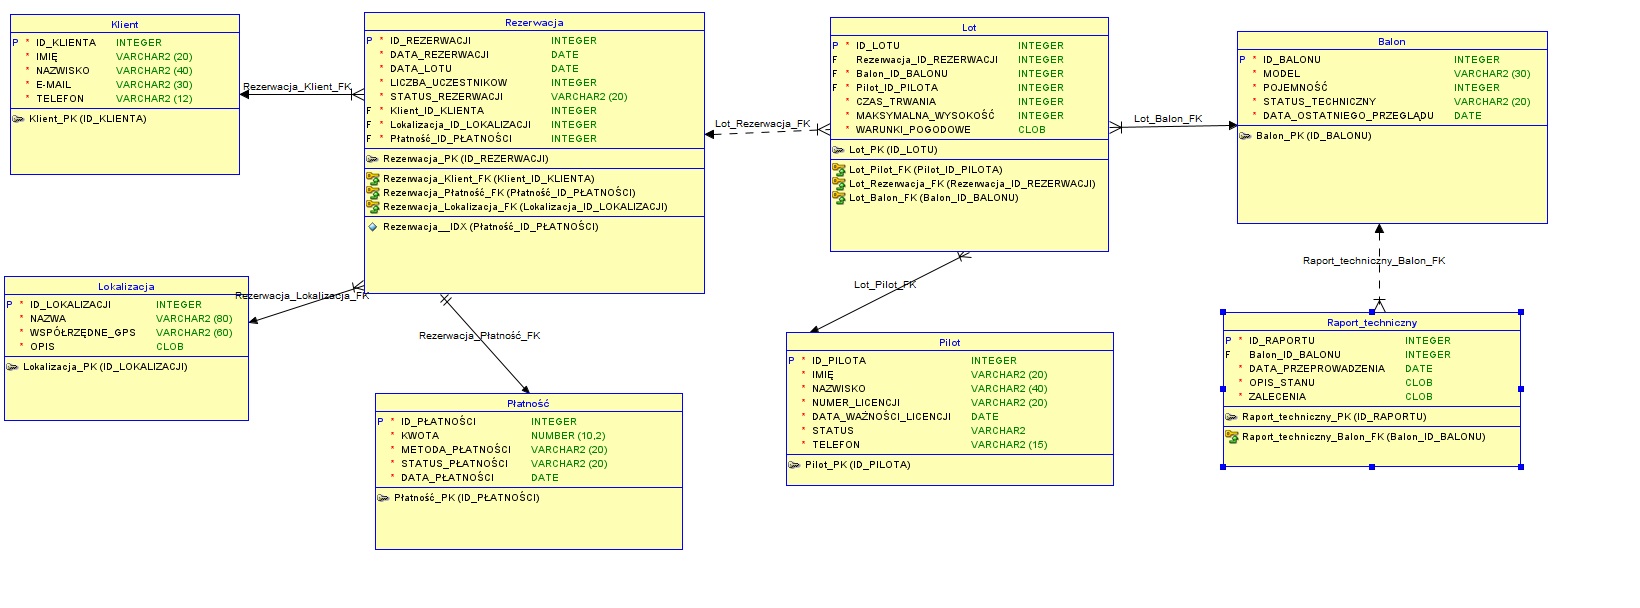 Klient
P * ID_KLIENTA INTEGER
* IMIĘ VARCHAR2 (20)
* NAZWISKO VARCHAR2 (40)
* E-MAIL VARCHAR2 (30)
* TELEFON VARCHAR2 (12)
Klient_PK (ID_KLIENTA)
Rezerwacja_Klient_FK
Rezerwacja
P * ID_REZERWACJI INTEGER
* DATA_REZERWACJI DATE
* DATA_LOTU DATE
* LICZBA_UCZESTNIKOW INTEGER
* STATUS_REZERWACJI VARCHAR2 (20)
F * Klient_ID_KLIENTA INTEGER
F * Lokalizacja_ID_LOKALIZACJI INTEGER
F * Płatność_ID_PŁATNOŚCI INTEGER
Rezerwacja_PK (ID_REZERWACJI)
Rezerwacja_Klient_FK (Klient_ID_KLIENTA)
Rezerwacja_Płatność_FK (Płatność_ID_PŁATNOŚCI)
Rezerwacja_Lokalizacja_FK (Lokalizacja_ID_LOKALIZACJI)
Rezerwacja__IDX (Płatność_ID_PŁATNOŚCI)
Lot_Rezerwacja_FK
Lot
P * ID_LOTU INTEGER
F Rezerwacja_ID_REZERWACJI INTEGER
F * Balon_ID_BALONU INTEGER
F * Pilot_ID_PILOTA INTEGER
* CZAS_TRWANIA INTEGER
* MAKSYMALNA_WYSOKOŚĆ INTEGER
* WARUNKI_POGODOWE CLOB
Lot_PK (ID_LOTU)
Lot_Pilot_FK (Pilot_ID_PILOTA)
Lot_Rezerwacja_FK (Rezerwacja_ID_REZERWACJI)
Lot_Balon_FK (Balon_ID_BALONU)
Lot_Balon_FK
Balon
P * ID_BALONU INTEGER
* MODEL VARCHAR2 (30)
* POJEMNOŚĆ INTEGER
* STATUS_TECHNICZNY VARCHAR2 (20)
* DATA_OSTATNIEGO_PRZEGLĄDU DATE
Balon_PK (ID_BALONU)
Raport_techniczny_Balon_FK
Lot_Pilot_FK
Lokalizacja
P * ID_LOKALIZACJI INTEGER
* NAZWA VARCHAR2 (80)
* WSPÓŁRZĘDNE_GPS VARCHAR2 (60)
* OPIS CLOB
Lokalizacja_PK (ID_LOKALIZACJI)
Rezerwacja_Lokalizacja_FK
Rezerwacja_Płatność_FK
Płatność
P * ID_PŁATNOŚCI INTEGER
* KWOTA NUMBER (10,2)
* METODA_PŁATNOŚCI VARCHAR2 (20)
* STATUS_PŁATNOŚCI VARCHAR2 (20)
* DATA_PŁATNOŚCI DATE
Płatność_PK (ID_PŁATNOŚCI)
Pilot
P * ID_PILOTA INTEGER
* IMIĘ VARCHAR2 (20)
* NAZWISKO VARCHAR2 (40)
* NUMER_LICENCJI VARCHAR2 (20)
* DATA_WAŻNOŚCI_LICENCJI DATE
* STATUS VARCHAR2
* TELEFON VARCHAR2 (15)
Pilot_PK (ID_PILOTA)
Raport_techniczny
P * ID_RAPORTU INTEGER
F Balon_ID_BALONU INTEGER
* DATA_PRZEPROWADZENIA DATE
* OPIS_STANU CLOB
* ZALECENIA CLOB
Raport_techniczny_PK (ID_RAPORTU)
Raport_techniczny_Balon_FK (Balon_ID_BALONU)